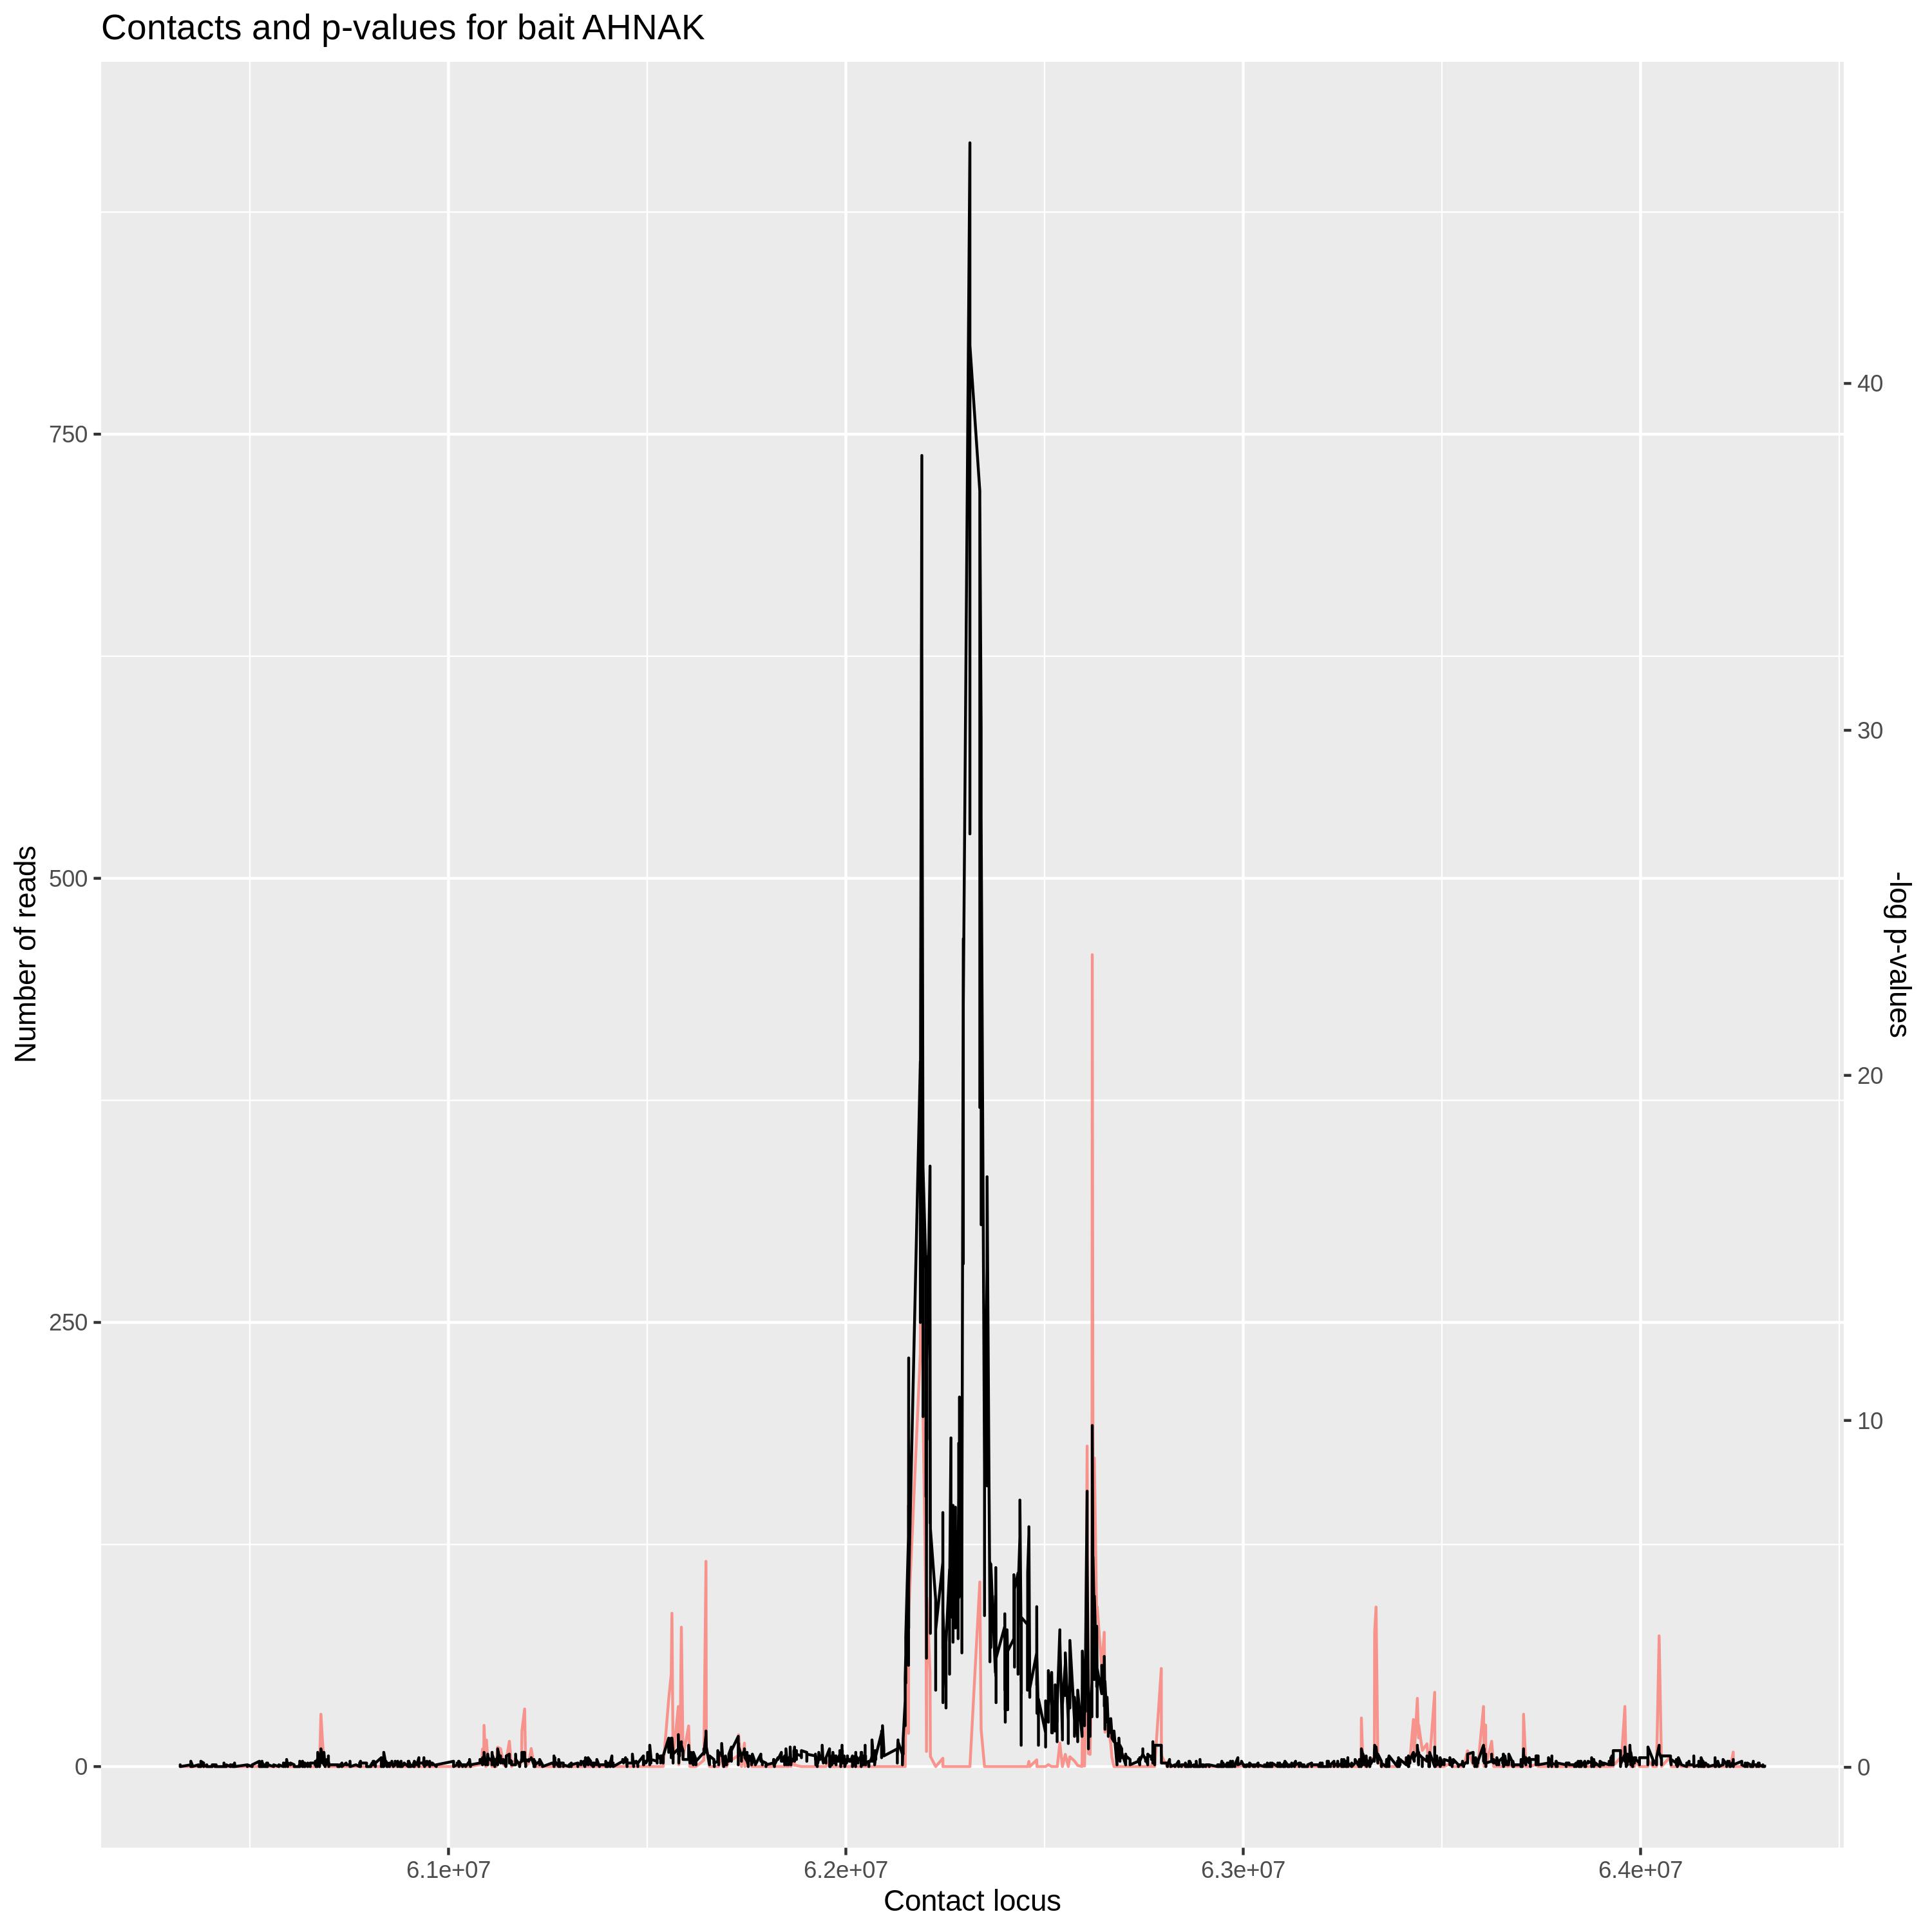 Contacts and p-values for bait AHNAK
Number of reads
750
500
250
0
40
30
20
10
0
-log p-values
6.1e+07
6.2e+07
6.3e+07
6.4e+07
Contact locus